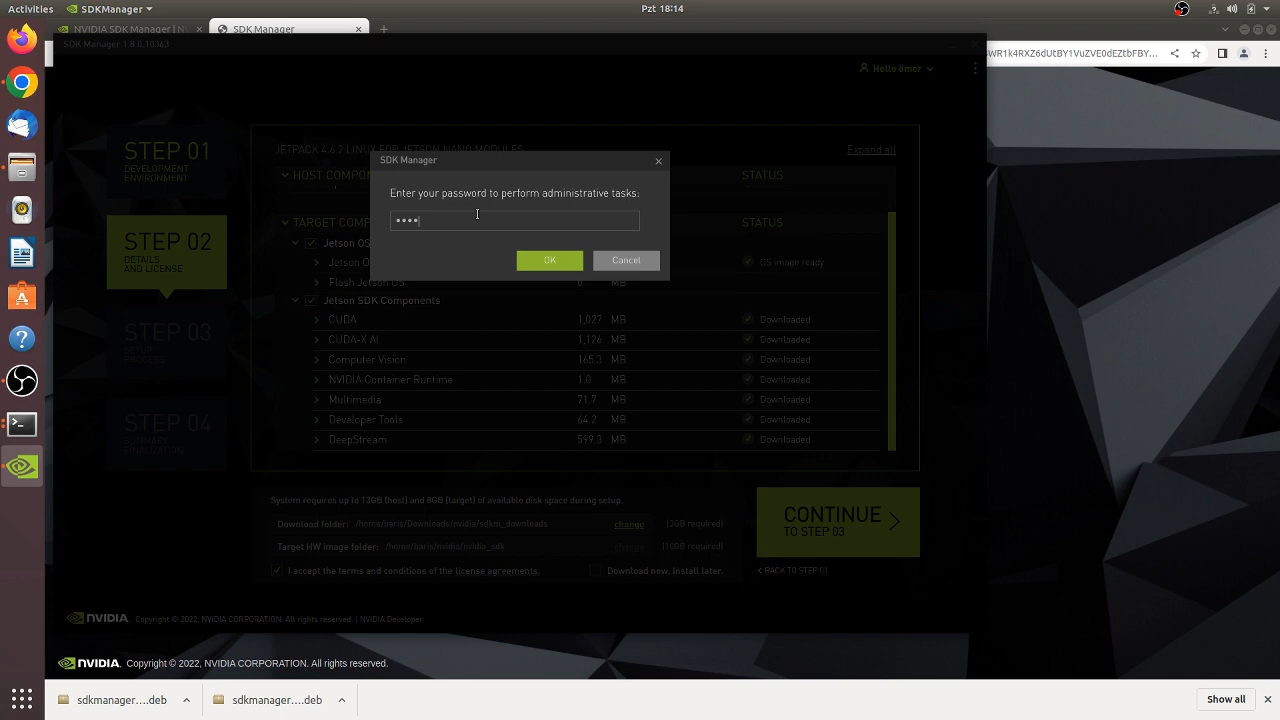 Activities
SDKManager
Pzt 18:14
NVIDIA SDK Manager | NV
SDK Manager
SDK Manager 1.8.0.10363
WR1k4RXZ6dUtBY1VuZVE0dEZtbFBY...
Hello ömer
STEP 01
DEVELOPMENT
ENVIRONMENT
STEP 02
DETAILS
AND LICENSE
STEP 03
SETUP
PROCESS
STEP 04
SUMMARY
FINALIZATION
JETPACK 4.6.2 LINUX FOR JETSON NANO MODULES
Expand all
HOST COMPON
STATUS
TARGET COMP
STATUS
Jetson OS
Jetson O
OS image ready
Flash Jetson OS
0
MB
Jetson SDK Components
CUDA 1,027 MB Downloaded
CUDA-X AI 1,126 MB Downloaded
Computer Vision 165.3 MB Downloaded
NVIDIA Container Runtime 1.0 MB Downloaded
Multimedia 71.7 MB Downloaded
Developer Tools 64.2 MB Downloaded
DeepStream 599.3 MB Downloaded
SDK Manager
Enter your password to perform administrative tasks:
••••
OK
Cancel
System requires up to 13GB (host) and 8GB (target) of available disk space during setup.
Download folder: /home/baris/Downloads/nvidia/sdkm_downloads change (3GB required)
Target HW image folder: /home/baris/nvidia/nvidia_sdk change (10GB required)
I accept the terms and conditions of the license agreements.
Download now. Install later.
CONTINUE
TO STEP 03
BACK TO STEP 01
NVIDIA. Copyright © 2022, NVIDIA CORPORATION. All rights reserved. | NVIDIA Developer
NVIDIA. Copyright © 2022, NVIDIA CORPORATION. All rights reserved.
sdkmanager....deb
sdkmanager....deb
Show all